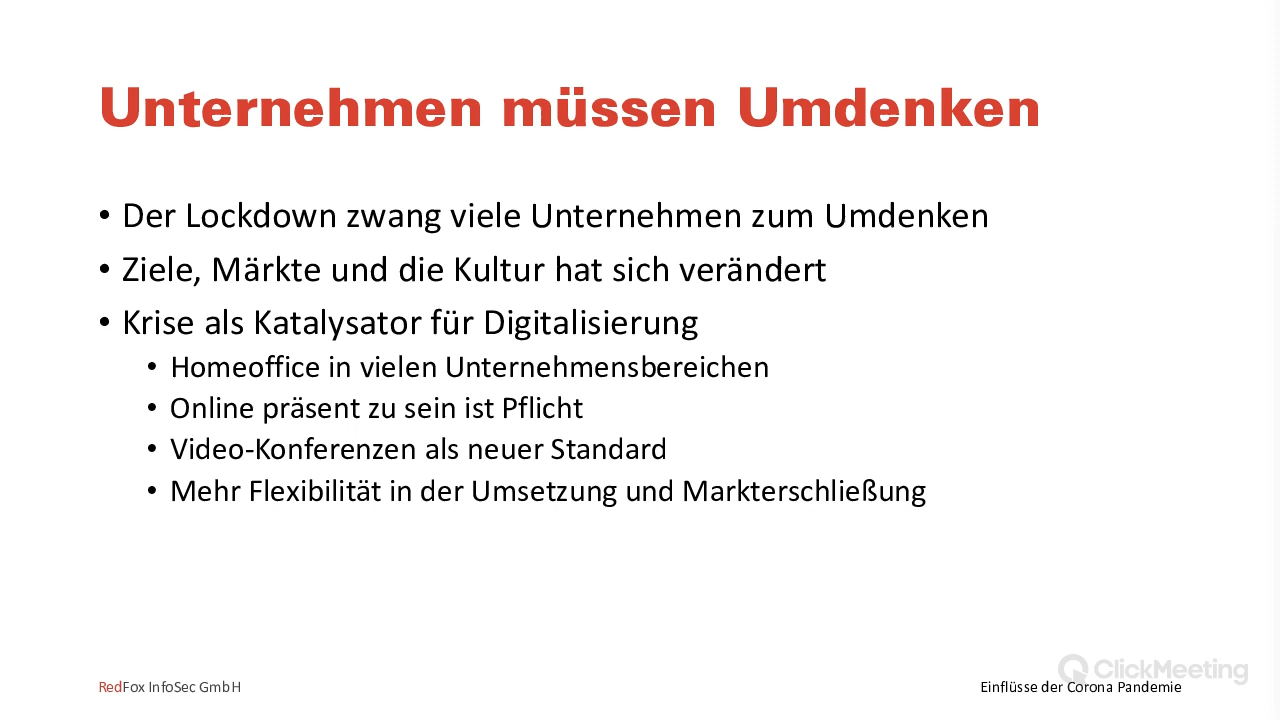 Unternehmen müssen Umdenken
• Der Lockdown zwang viele Unternehmen zum Umdenken
• Ziele, Märkte und die Kultur hat sich verändert
• Krise als Katalysator für Digitalisierung
• Homeoffice in vielen Unternehmensbereichen
• Online präsent zu sein ist Pflicht
• Video-Konferenzen als neuer Standard
• Mehr Flexibilität in der Umsetzung und Markterschließung
ClickMeeting
RedFox InfoSec GmbH
Einflüsse der Corona Pandemie